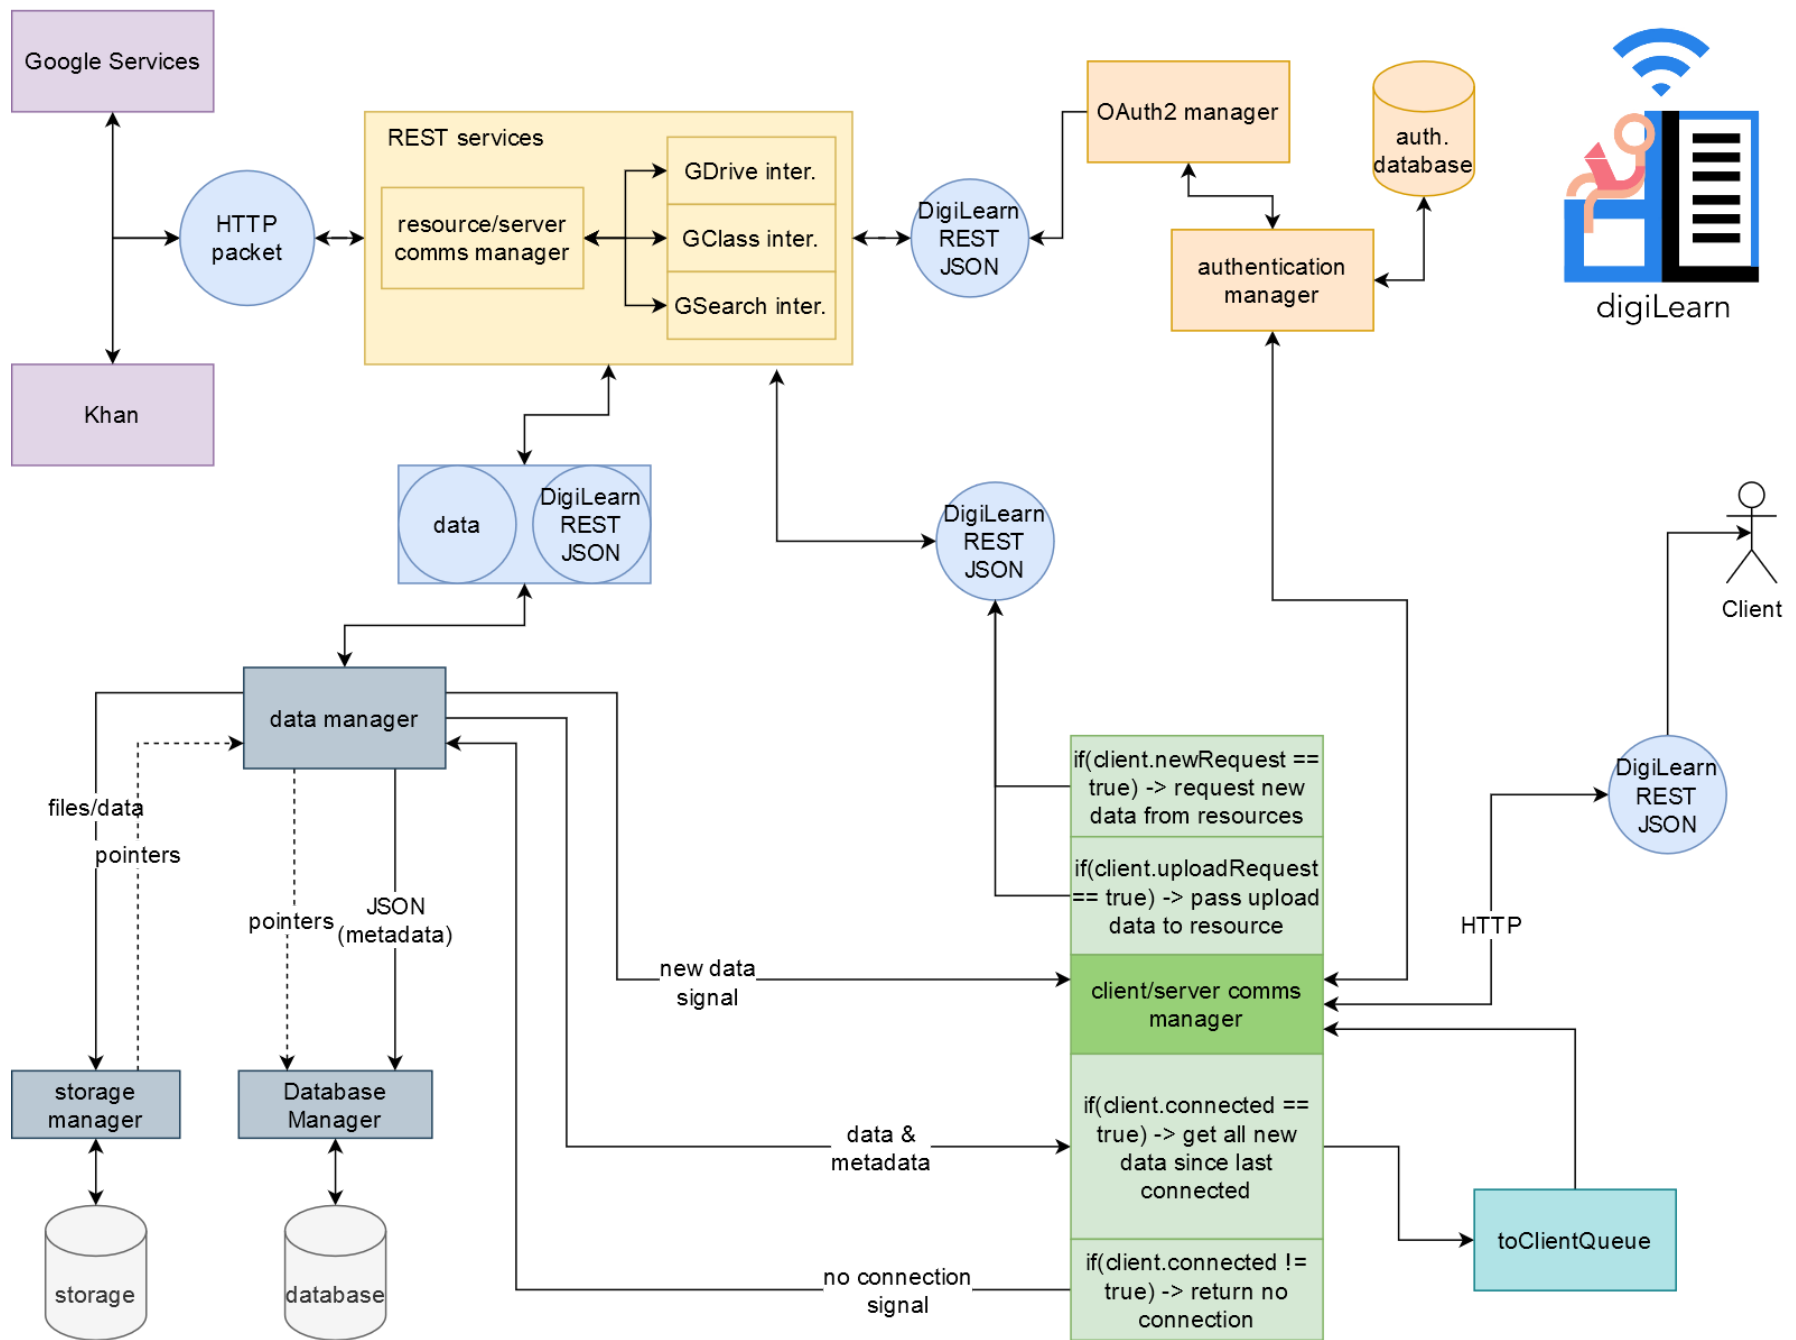 Google Services
REST services
resource/server
comms manager
GDrive inter.
GClass inter.
GSearch inter.
HTTP
packet
DigiLearn
REST
JSON
OAuth2 manager
auth.
database
authentication
manager
digiLearn
Khan
data
DigiLearn
REST
JSON
DigiLearn
REST
JSON
Client
data manager
files/data
pointers
pointers
JSON
(metadata)
new data
signal
if(client.newRequest ==
true) -> request new
data from resources
if(client.uploadRequest
== true) -> pass upload
data to resource
client/server comms
manager
if(client.connected ==
true) -> get all new
data since last
connected
if(client.connected !=
true) -> return no
connection
DigiLearn
REST
JSON
HTTP
storage
manager
Database
Manager
data &
metadata
no connection
signal
toClientQueue
storage
database